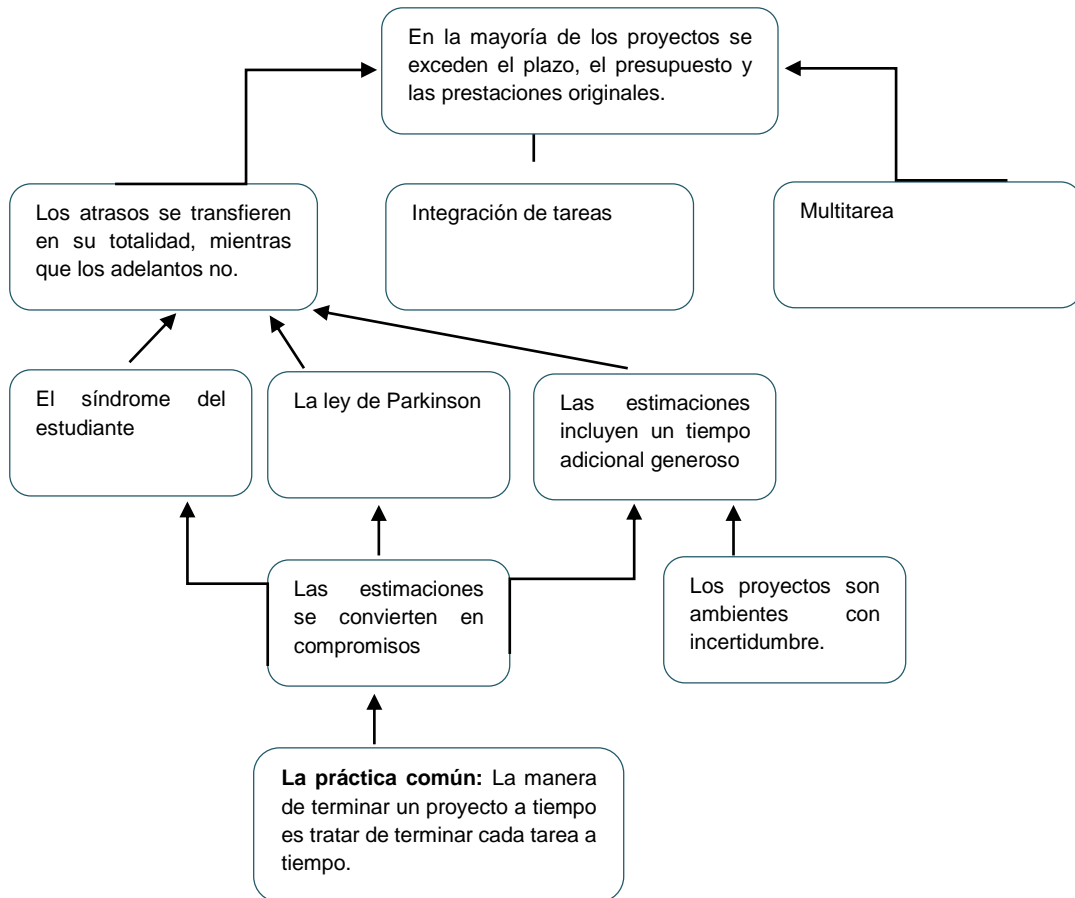 En la mayoría de los proyectos se
exceden el plazo, el presupuesto y
las prestaciones originales.
Los atrasos se transfieren
en su totalidad, mientras
que los adelantos no.
Integración de tareas
Multitarea
El síndrome del
estudiante
La ley de Parkinson
Las estimaciones
incluyen un tiempo
adicional generoso
Las estimaciones
se convierten en
compromisos
Los proyectos son
ambientes con
incertidumbre.
La práctica común: La manera
de terminar un proyecto a tiempo
es tratar de terminar cada tarea a
tiempo.